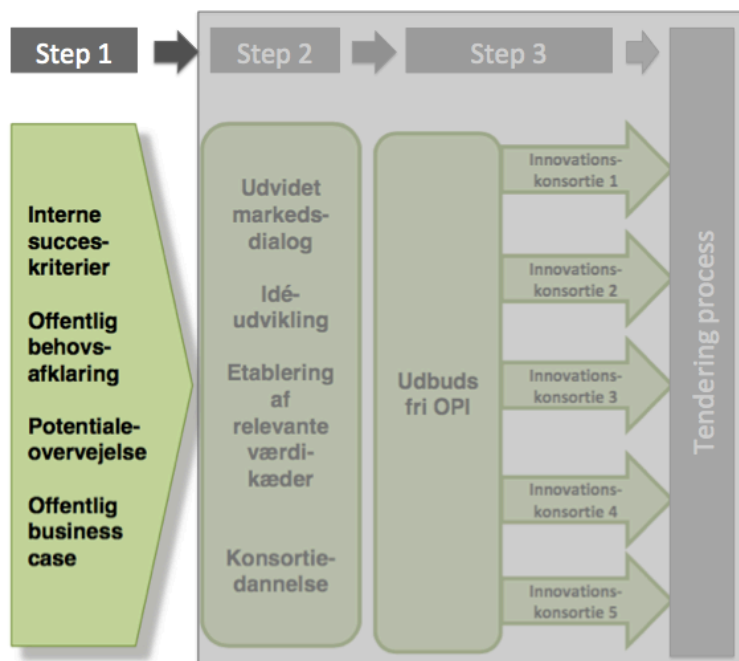 Step 1
Step 2
Step 3
Interne
succes-
kriterier
Offentlig
behovs-
afklaring
Potentiale-
overvejelse
Offentlig
business
case
Udvidet
markeds-
dialog
Idé-
udvikling
Etablering
af
relevante
værdi-
kæder
Konsortie-
dannelse
Udbuds
fri OPI
Innovations-
konsortie 1
Innovations-
konsortie 2
Innovations-
konsortie 3
Innovations-
konsortie 4
Innovations-
konsortie 5
Tendering process